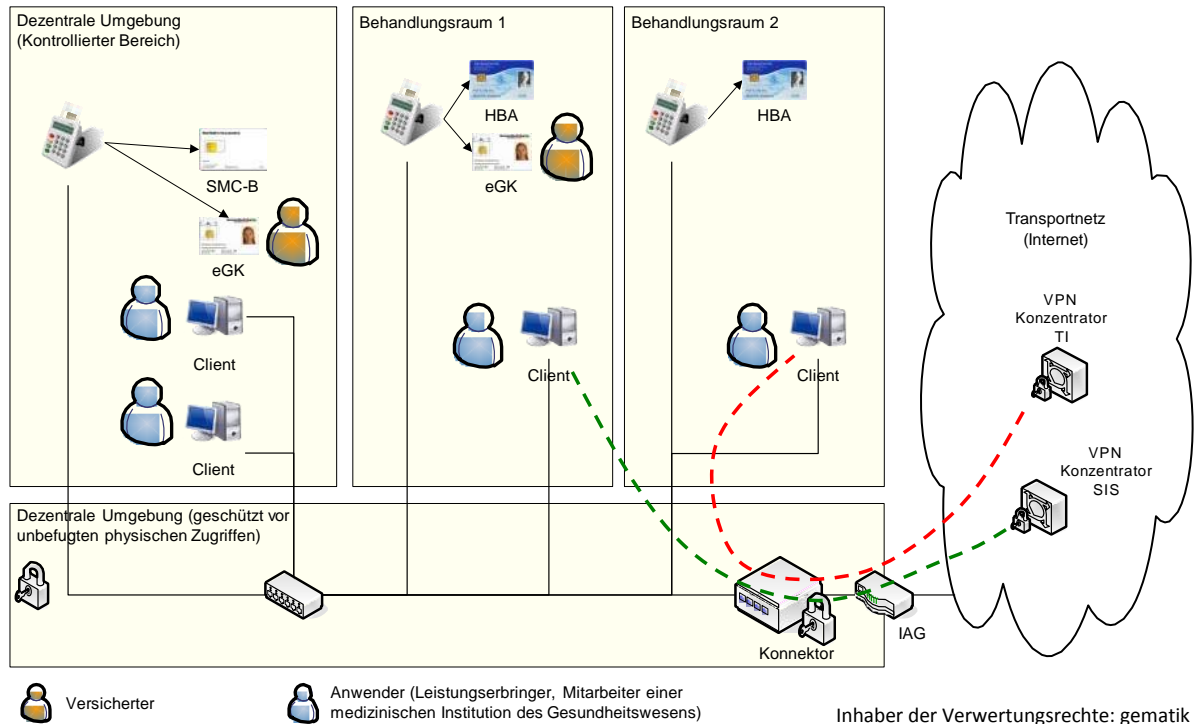 Dezentrale Umgebung
(Kontrollierter Bereich)
SMC-B
eGK
Client
Client
Behandlungsraum 1
HBA
eGK
Client
Behandlungsraum 2
HBA
Client
Transportnetz
(Internet)
VPN
Konzentrator
TI
VPN
Konzentrator
SIS
Dezentrale Umgebung (geschützt vor
unbefugten physischen Zugriffen)
Konnektor
IAG
Versicherter
Anwender (Leistungserbringer, Mitarbeiter einer
medizinischen Institution des Gesundheitswesens)
Inhaber der Verwertungsrechte: gematik